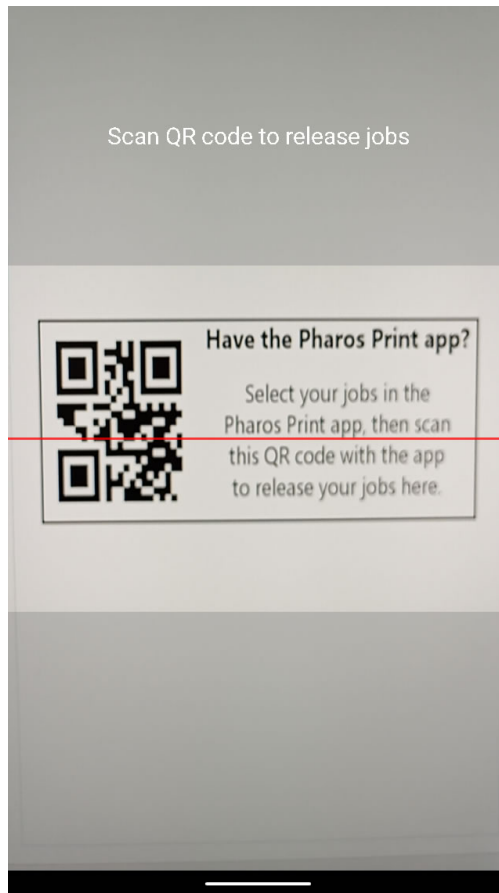 Scan QR code to release jobs
Have the Pharos Print app?
Select your jobs in the
Pharos Print app, then scan
this QR code with the app
to release your jobs here.